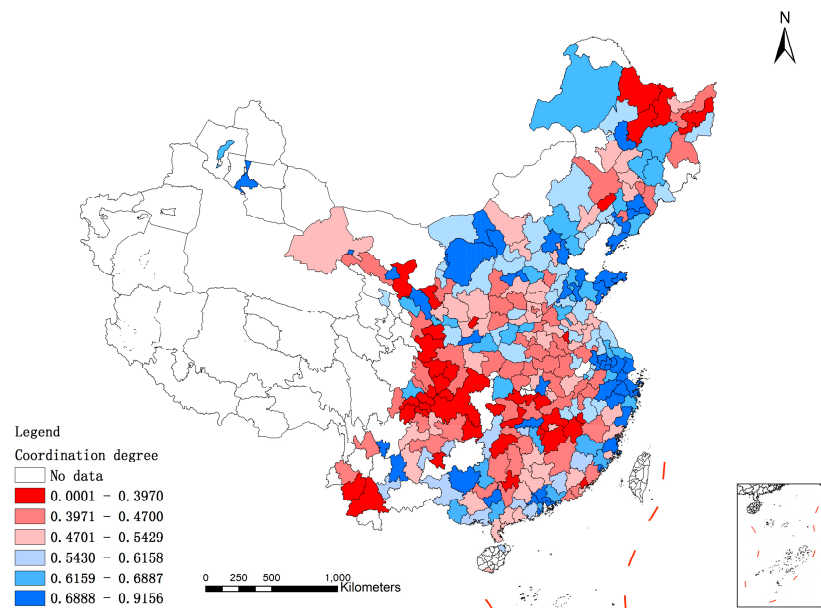 N
Legend
Coordination degree
No data
0.0001 - 0.3970
0.3971 - 0.4700
0.4701 - 0.5429
0.5430 - 0.6158
0.6159 - 0.6887
0.6888 - 0.9156
0 250 500 1,000
Kilometers